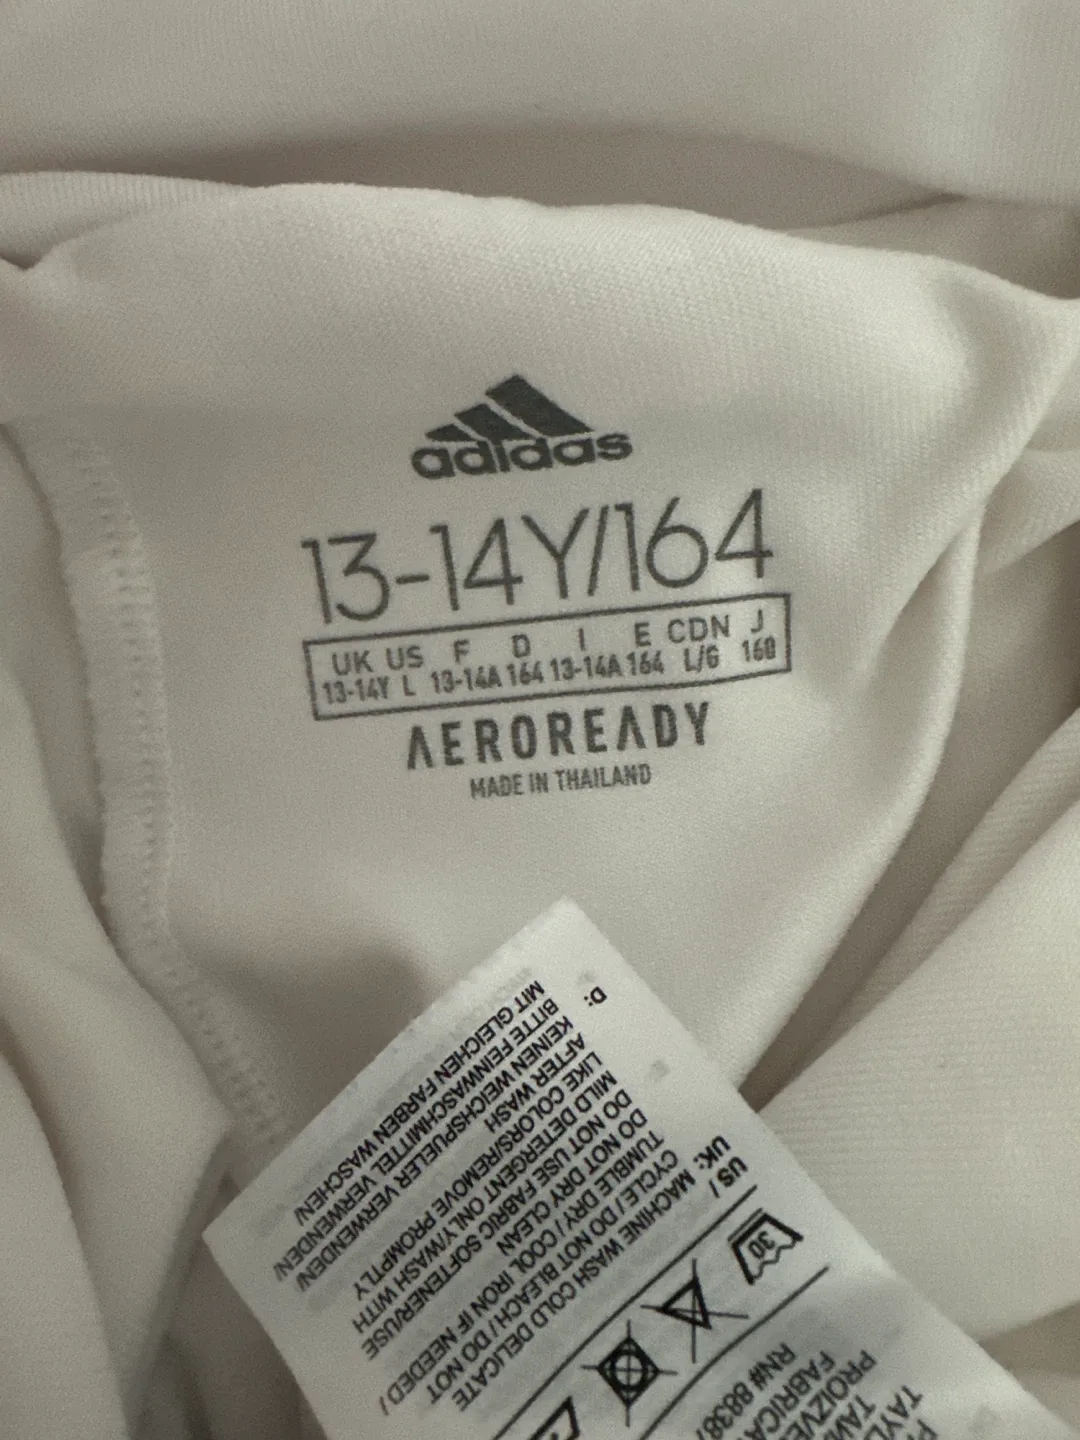 adidas
13-14Y/164
UK US F D I E CDN J
13-14Y L 13-14A 164 13-14A 164 L/G 160
AEROREADY
MADE IN THAILAND
RN# 88387
30
US /
UK: MACHINE WASH COLD DELICATE
CYCLE / DO NOT BLEACH / DO NOT
TUMBLE DRY / COOL IRON IF NEEDED /
DO NOT DRY CLEAN
DO NOT USE FABRIC SOFTENER/USE
MILD DETERGENT ONLY/WASH WITH
LIKE COLORS/REMOVE PROMPTLY
AFTER WASH
D:
KEINEN WEICHSPUELER VERWENDEN/
BITTE FEINWASCHMITTEL VERWENDEN/
MIT GLEICHEN FARBEN WASCHEN/